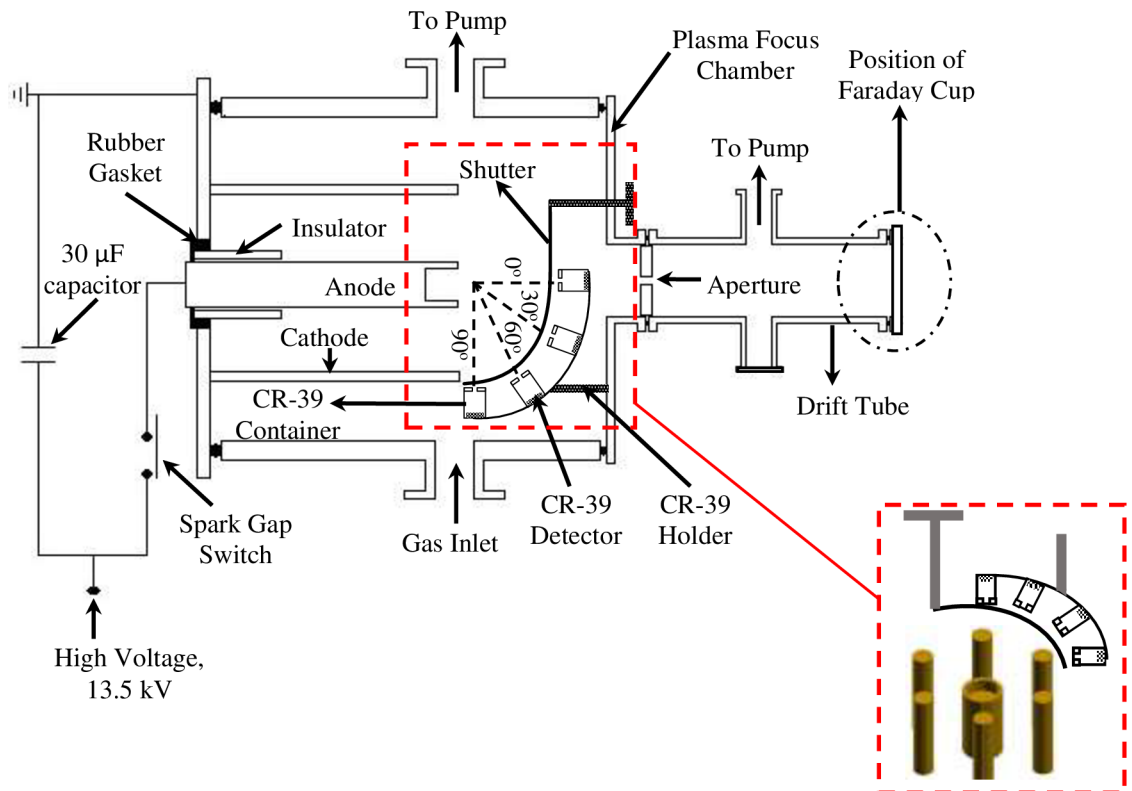 To Pump
Plasma Focus
Chamber
Position of
Faraday Cup
Rubber
Gasket
Shutter
To Pump
Insulator
30 µF
capacitor
Anode
0°
30°
60°
90°
Aperture
Cathode
CR-39
Container
Drift Tube
Spark Gap
Switch
Gas Inlet
CR-39
Detector
CR-39
Holder
High Voltage,
13.5 kV